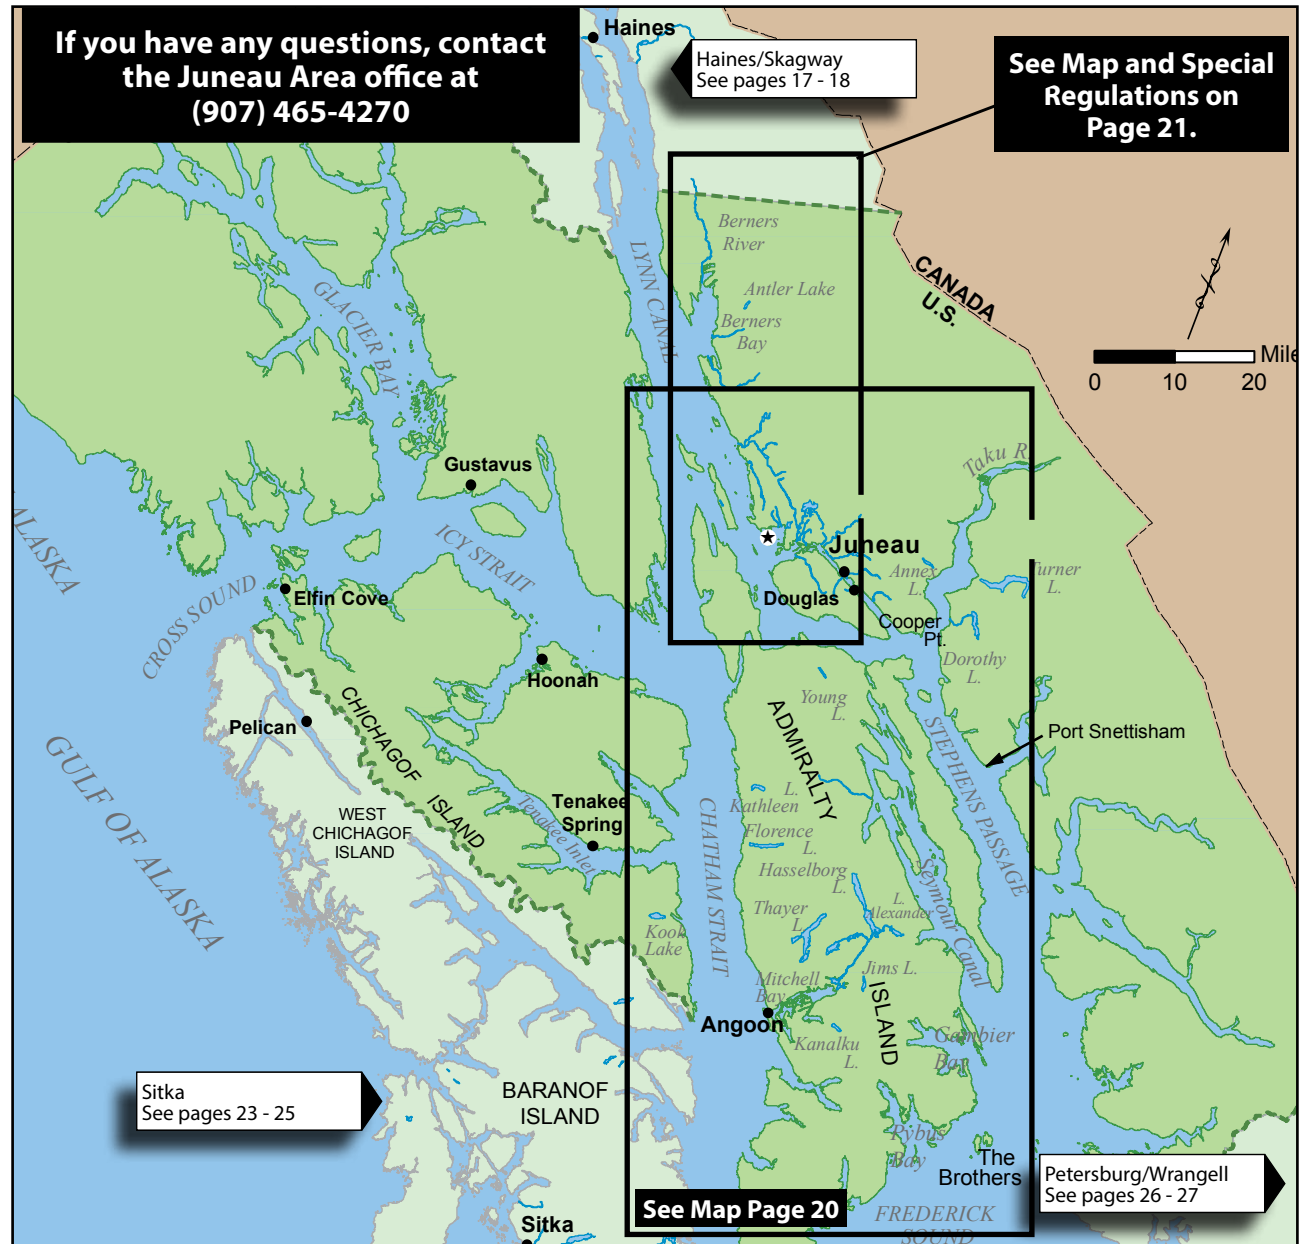 If you have any questions, contact
the Juneau Area office at
(907) 465-4270
Haines
Haines/Skagway
See pages 17 - 18
See Map and Special
Regulations on
Page 21.
Berners
River
LYNN CANAL
Antler Lake
Berners
Bay
CANADA
U.S.
Mile
0 10 20
GLACIER BAY
Gustavus
Taku R.
ICY STRAIT
ALASKA
CROSS SOUND
Elfin Cove
Juneau
Annex
L.
Turner
L.
Douglas
Cooper
Pt.
Dorothy
L.
Hoonah
Pelican
CHICHAGOF ISLAND
Young
L.
ADMIRALTY
ISLAND
STEPHENS PASSAGE
Port Snettisham
GULF OF ALASKA
WEST
CHICHAGOF
ISLAND
Tenakee
Spring
Tenakee Inlet
CHATHAM STRAIT
L.
Kathleen
Florence
L.
Hasselborg
L.
Thayer
L.
L.
Alexander
Seymour Canal
Kook
Lake
Mitchell
Bay
Jims L.
Angoon
Kanalku
L.
Gambier
Bay
Sitka
See pages 23 - 25
BARANOF
ISLAND
Pybus
Bay
The
Brothers
Petersburg/Wrangell
See pages 26 - 27
See Map Page 20
FREDERICK
SOUND
Sitka